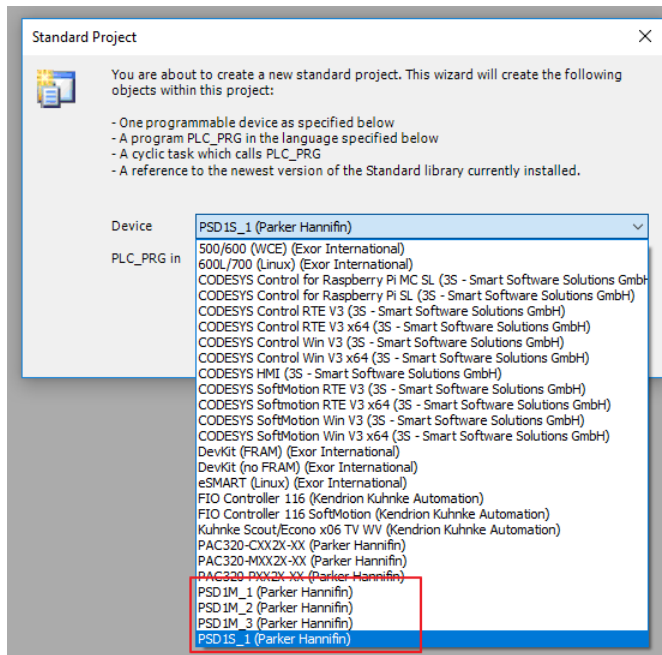 Standard Project
You are about to create a new standard project. This wizard will create the following
objects within this project:
- One programmable device as specified below
- A program PLC_PRG in the language specified below
- A cyclic task which calls PLC_PRG
- A reference to the newest version of the Standard library currently installed.
Device
PSD1S_1 (Parker Hannifin)
PLC_PRG in
500/600 (WCE) (Exor International)
600L/700 (Linux) (Exor International)
CODESYS Control for Raspberry Pi MC SL (3S - Smart Software Solutions GmbH
CODESYS Control for Raspberry Pi SL (3S - Smart Software Solutions GmbH)
CODESYS Control RTE V3 (3S - Smart Software Solutions GmbH)
CODESYS Control RTE V3 x64 (3S - Smart Software Solutions GmbH)
CODESYS Control Win V3 (3S - Smart Software Solutions GmbH)
CODESYS Control Win V3 x64 (3S - Smart Software Solutions GmbH)
CODESYS HMI (3S - Smart Software Solutions GmbH)
CODESYS SoftMotion RTE V3 (3S - Smart Software Solutions GmbH)
CODESYS SoftMotion RTE V3 x64 (3S - Smart Software Solutions GmbH)
CODESYS SoftMotion Win V3 (3S - Smart Software Solutions GmbH)
CODESYS SoftMotion Win V3 x64 (3S - Smart Software Solutions GmbH)
DevKit (FRAM) (Exor International)
DevKit (no FRAM) (Exor International)
eSMART (Linux) (Exor International)
FIO Controller 116 (Kendrion Kuhnke Automation)
FIO Controller 116 SoftMotion (Kendrion Kuhnke Automation)
Kuhnke Scout/Econo x06 TV WV (Kendrion Kuhnke Automation)
PAC320-CXX2X-XX (Parker Hannifin)
PAC320-MXX2X-XX (Parker Hannifin)
PAC320-PXX2X-XX (Parker Hannifin)
PSD1M_1 (Parker Hannifin)
PSD1M_2 (Parker Hannifin)
PSD1M_3 (Parker Hannifin)
PSD1S_1 (Parker Hannifin)